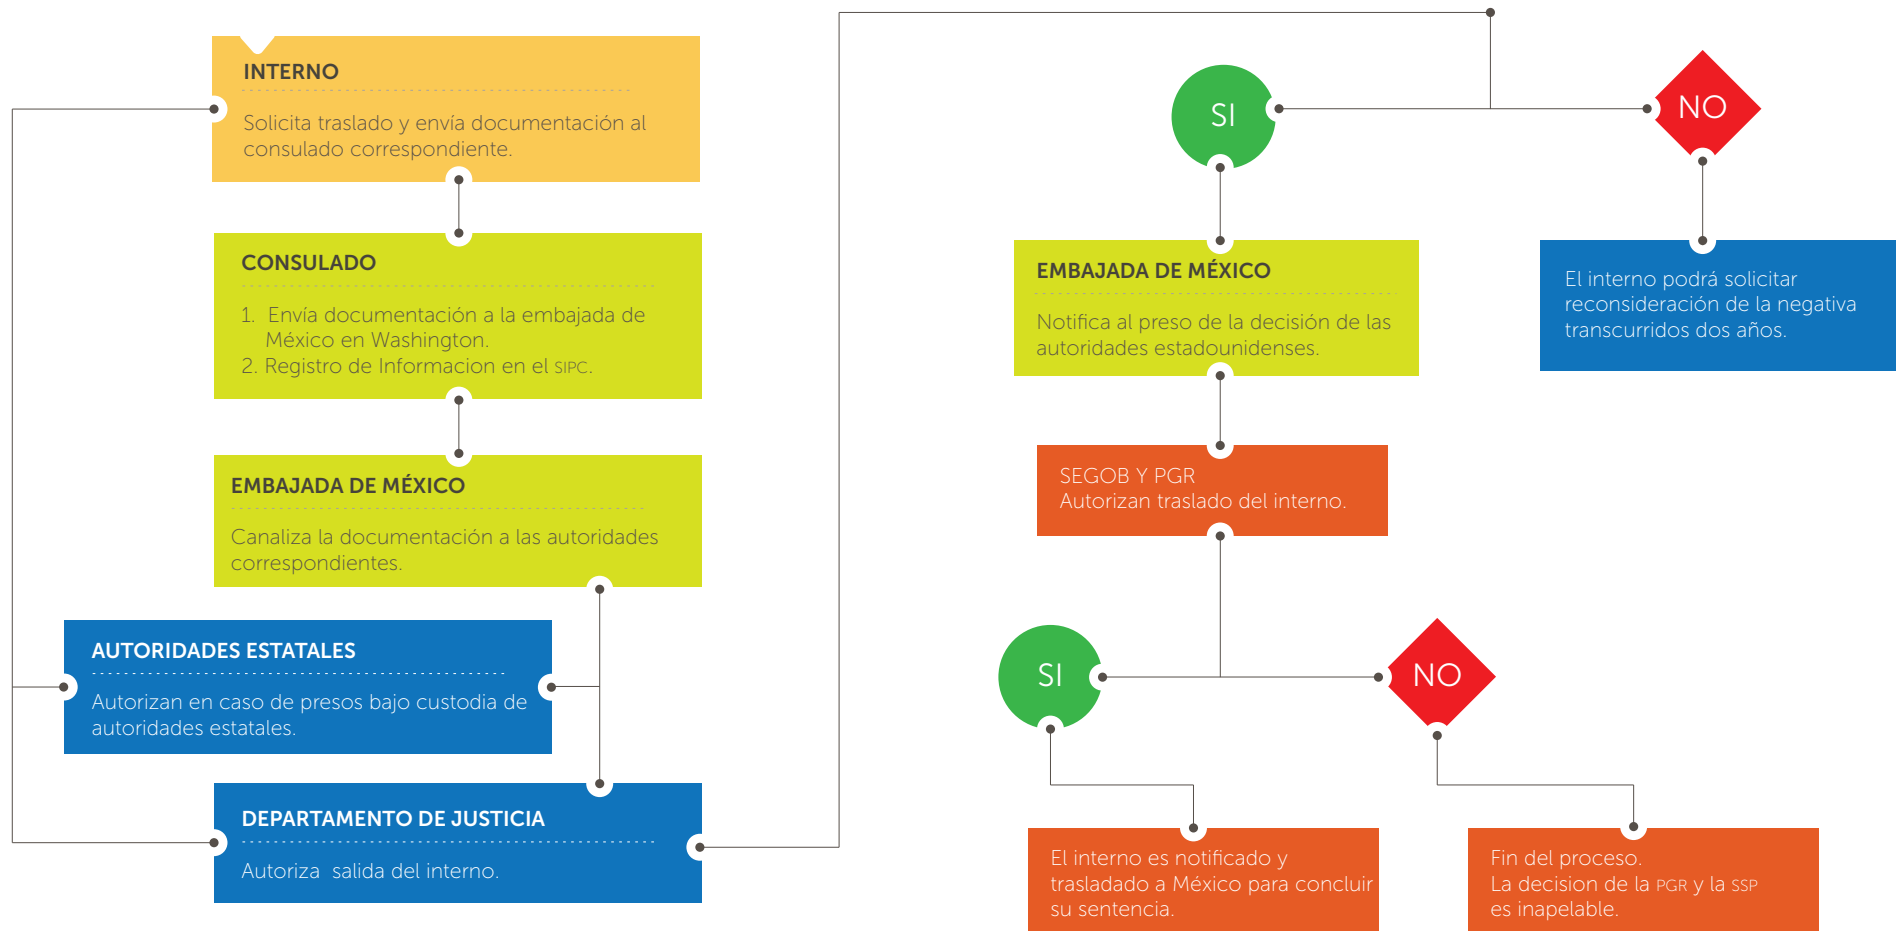 INTERNO
Solicita traslado y envía documentación al
consulado correspondiente.
CONSULADO
1. Envía documentación a la embajada de
México en Washington.
2. Registro de Informacion en el SIPC.
EMBAJADA DE MÉXICO
Canaliza la documentación a las autoridades
correspondientes.
AUTORIDADES ESTATALES
Autorizan en caso de presos bajo custodia de
autoridades estatales.
DEPARTAMENTO DE JUSTICIA
Autoriza salida del interno.
SI
NO
EMBAJADA DE MÉXICO
Notifica al preso de la decisión de las
autoridades estadounidenses.
El interno podrá solicitar
reconsideración de la negativa
transcurridos dos años.
SEGOB Y PGR
Autorizan traslado del interno.
SI
NO
El interno es notificado y
trasladado a México para concluir
su sentencia.
Fin del proceso.
La decision de la PGR y la SSP
es inapelable.